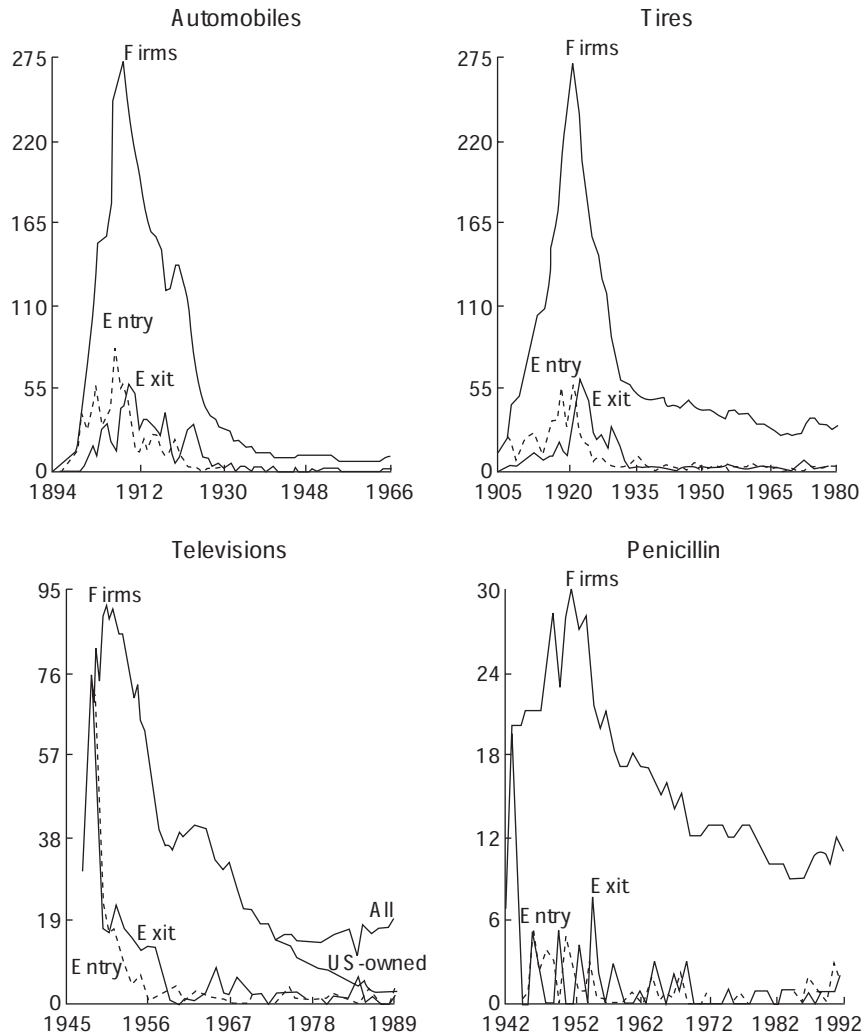 Automobiles
Firms
275
220
165
110
55
0
Entry
Exit
1894 1912 1930 1948 1966
Tires
Firms
275
220
165
110
55
0
Entry
Exit
1905 1920 1935 1950 1965 1980
Televisions
Firms
95
76
57
38
19
0
Exit
Entry
All
US-owned
1945 1956 1967 1978 1989
Penicillin
Firms
30
24
18
12
6
0
Entry
Exit
1942 1952 1962 1972 1982 1992